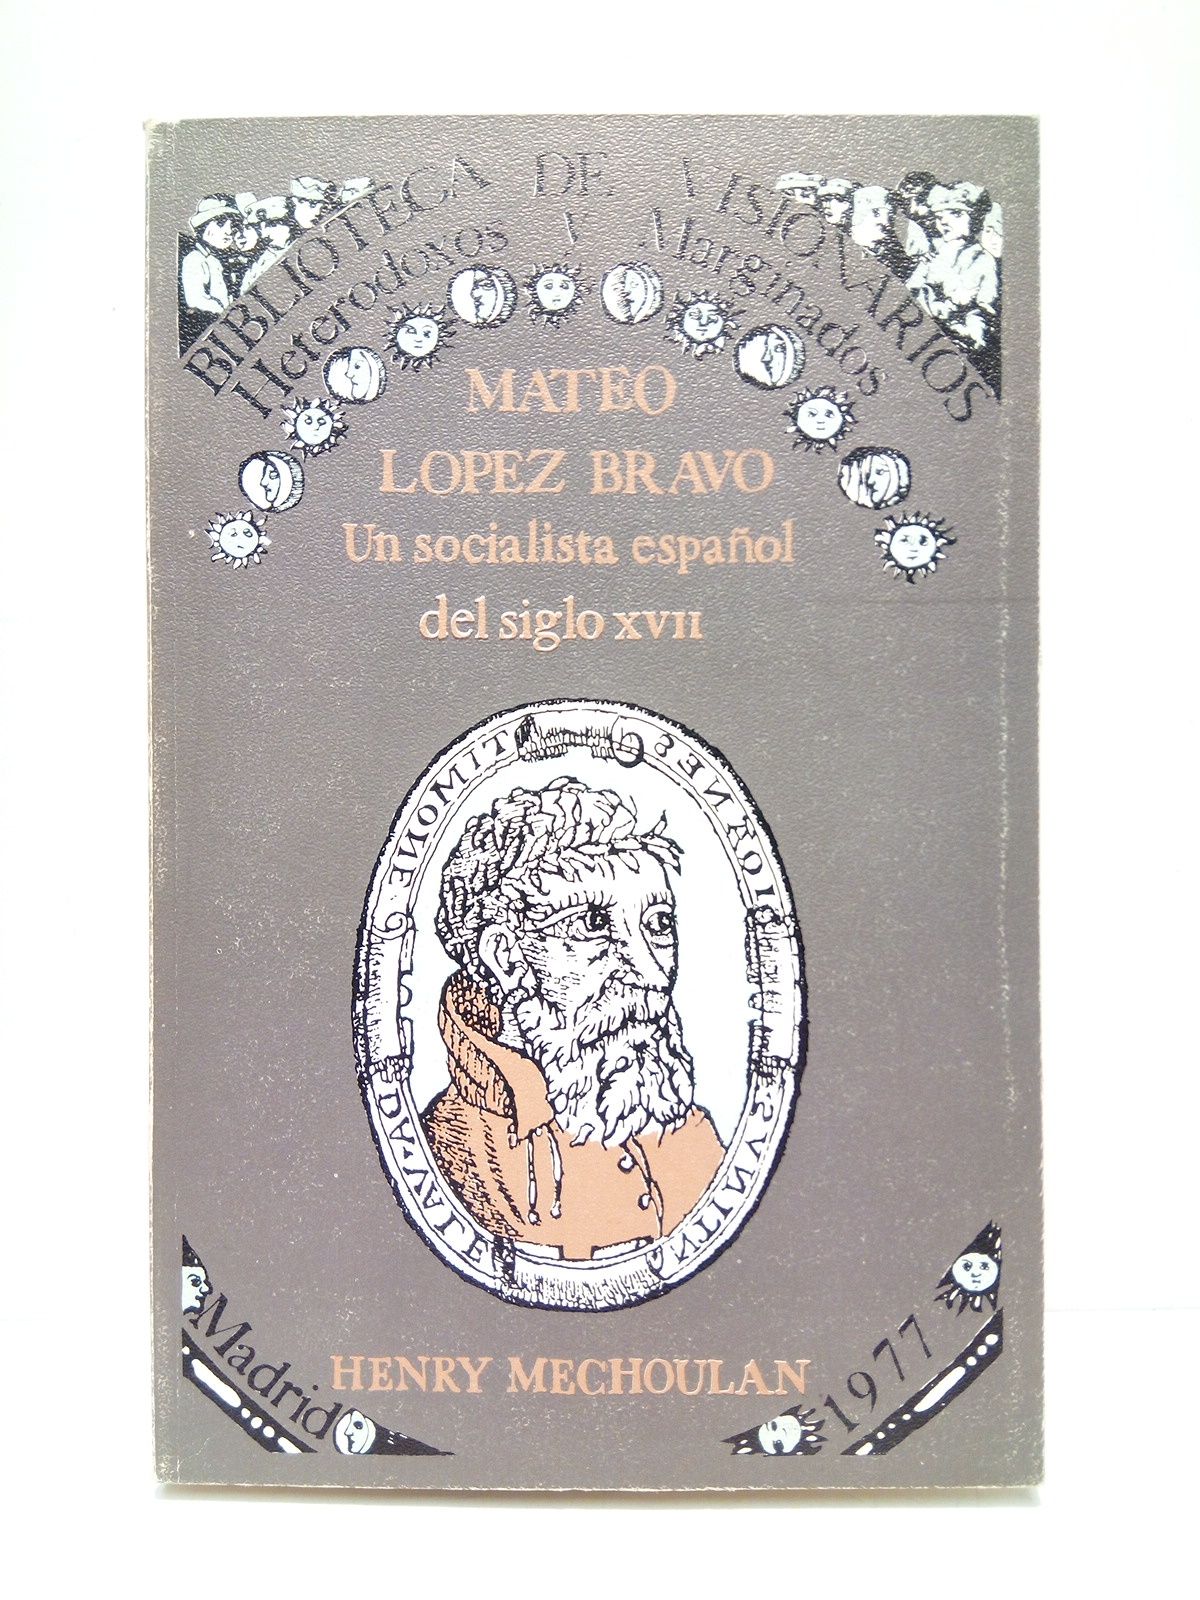 BIBLIOTECA DE VISIONARIOS
Heterodoxos y Marginados
MATEO
LOPEZ BRAVO
Un socialista español
del siglo XVII
HENRY MECHOULAN
Madrid
1977